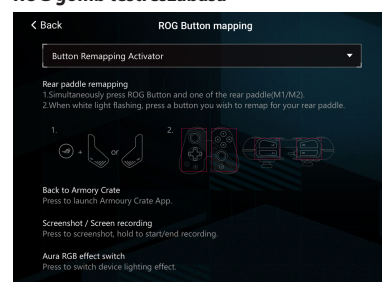 Back
ROG Button mapping
Button Remapping Activator
Rear paddle remapping
1.Simultaneously press ROG Button and one of the rear paddle(M1/M2).
2.When white light flashing, press a button you wish to remap for your rear paddle.
1.
2.
+ or
Back to Armory Crate
Press to launch Armoury Crate App.
Screenshot / Screen recording
Press to screenshot, hold to start/end recording.
Aura RGB effect switch
Press to switch device lighting effect.